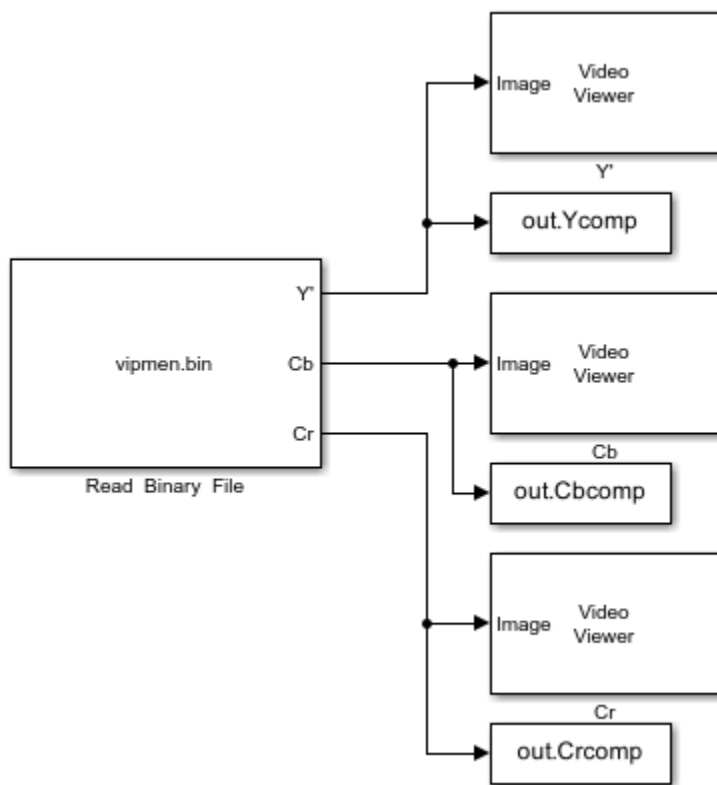 Image
Video
Viewer
Y'
out.Ycomp
Y'
vipmen.bin
Cb
Cr
Read Binary File
Image
Video
Viewer
Cb
out.Cbcomp
Image
Video
Viewer
Cr
out.Crcomp